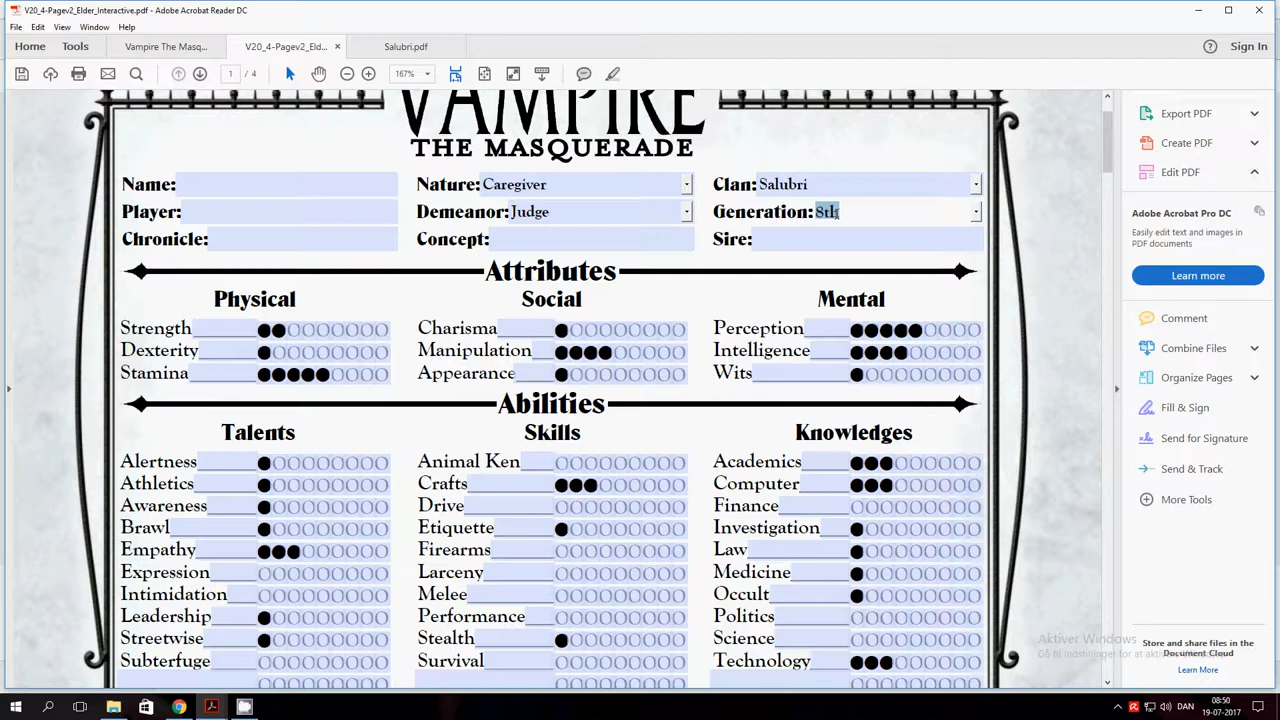 V20_4-Pagev2_Elder_Interactive.pdf - Adobe Acrobat Reader DC
File Edit View Window Help
Home Tools Vampire The Masq... V20_4-Pagev2_Eld... × Salubri.pdf Sign In
1 / 4 167%
VAMPIRE
THE MASQUERADE
Name: Nature: Caregiver Clan: Salubri
Player: Demeanor: Judge Generation: 8th
Chronicle: Concept: Sire:
Attributes
Physical Social Mental
Strength Charisma Perception
Dexterity Manipulation Intelligence
Stamina Appearance Wits
Abilities
Talents Skills Knowledges
Alertness Animal Ken Academics
Athletics Crafts Computer
Awareness Drive Finance
Brawl Etiquette Investigation
Empathy Firearms Law
Expression Larceny Medicine
Intimidation Melee Occult
Leadership Performance Politics
Streetwise Stealth Science
Subterfuge Survival Technology
Export PDF
Create PDF
Edit PDF
Adobe Acrobat Pro DC
Easily edit text and images in
PDF documents
Learn more
Comment
Combine Files
Organize Pages
Fill & Sign
Send for Signature
Send & Track
More Tools
Aktiver Windows
Gå til Indstillinger for at
Store and share files in the
Document Cloud
Learn More
DAN
08:50
19-07-2017